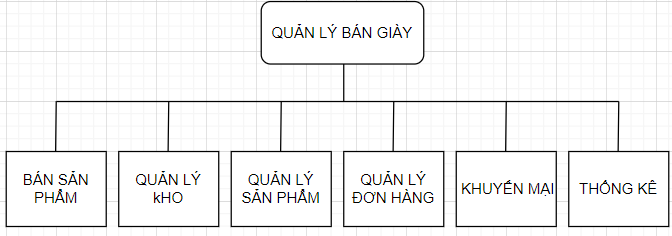 QUẢN LÝ BÁN GIÀY
BÁN SẢN
PHẨM
QUẢN LÝ
kHO
QUẢN LÝ
SẢN PHẨM
QUẢN LÝ
ĐƠN HÀNG
KHUYẾN MẠI
THỐNG KÊ